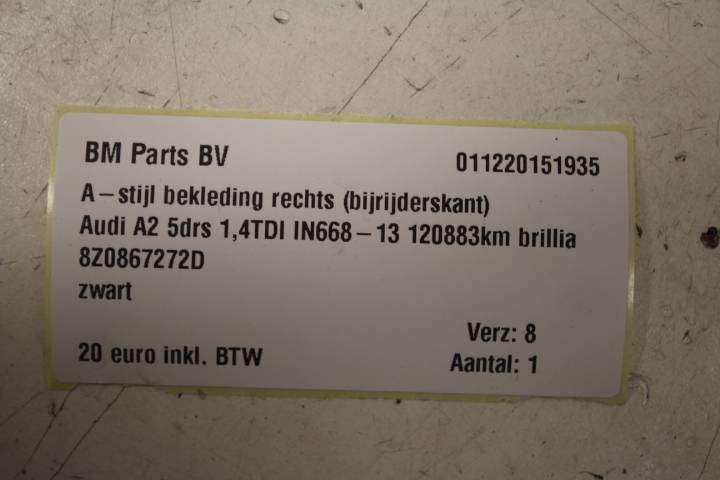 BM Parts BV 011220151935
A-stijl bekleding rechts (bijrijderskant)
Audi A2 5drs 1,4TDI IN668-13 120883km brillia
8Z0867272D
zwart
Verz: 8
20 euro inkl. BTW Aantal: 1